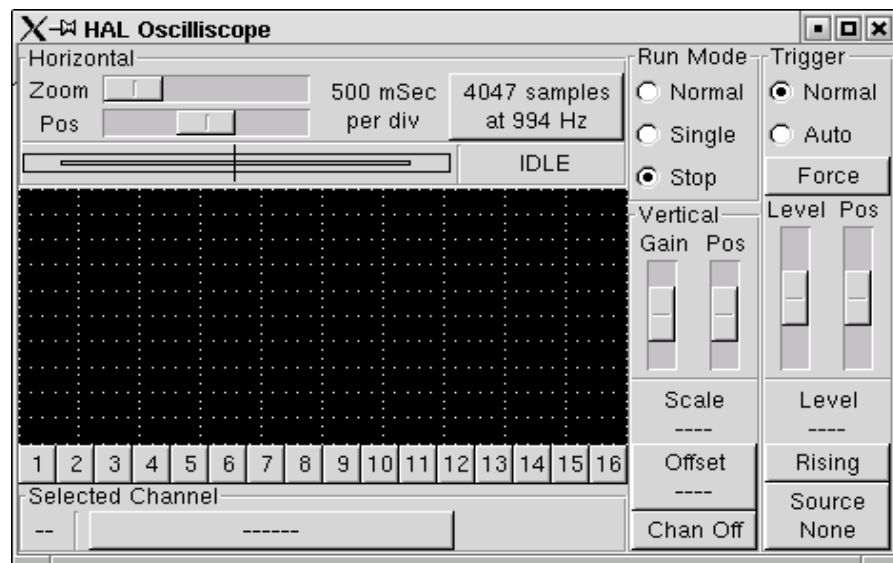 HAL Oscilliscope
Horizontal
Zoom
Pos
500 mSec
per div
4047 samples
at 994 Hz
IDLE
Run Mode
Normal
Single
Stop
Trigger
Normal
Auto
Force
Level Pos
Vertical
Gain Pos
Scale
----
Level
----
1 2 3 4 5 6 7 8 9 10 11 12 13 14 15 16
Offset
----
Rising
Selected Channel
--
------
Chan Off
Source
None